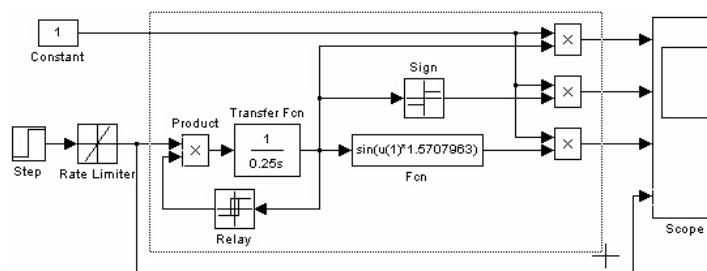 1
Constant
Sign
Product
Transfer Fcn
1
0.25s
×
×
×
×
Step
Rate Limiter
sin(u(1)*1.5707963)
Fcn
Relay
Scope